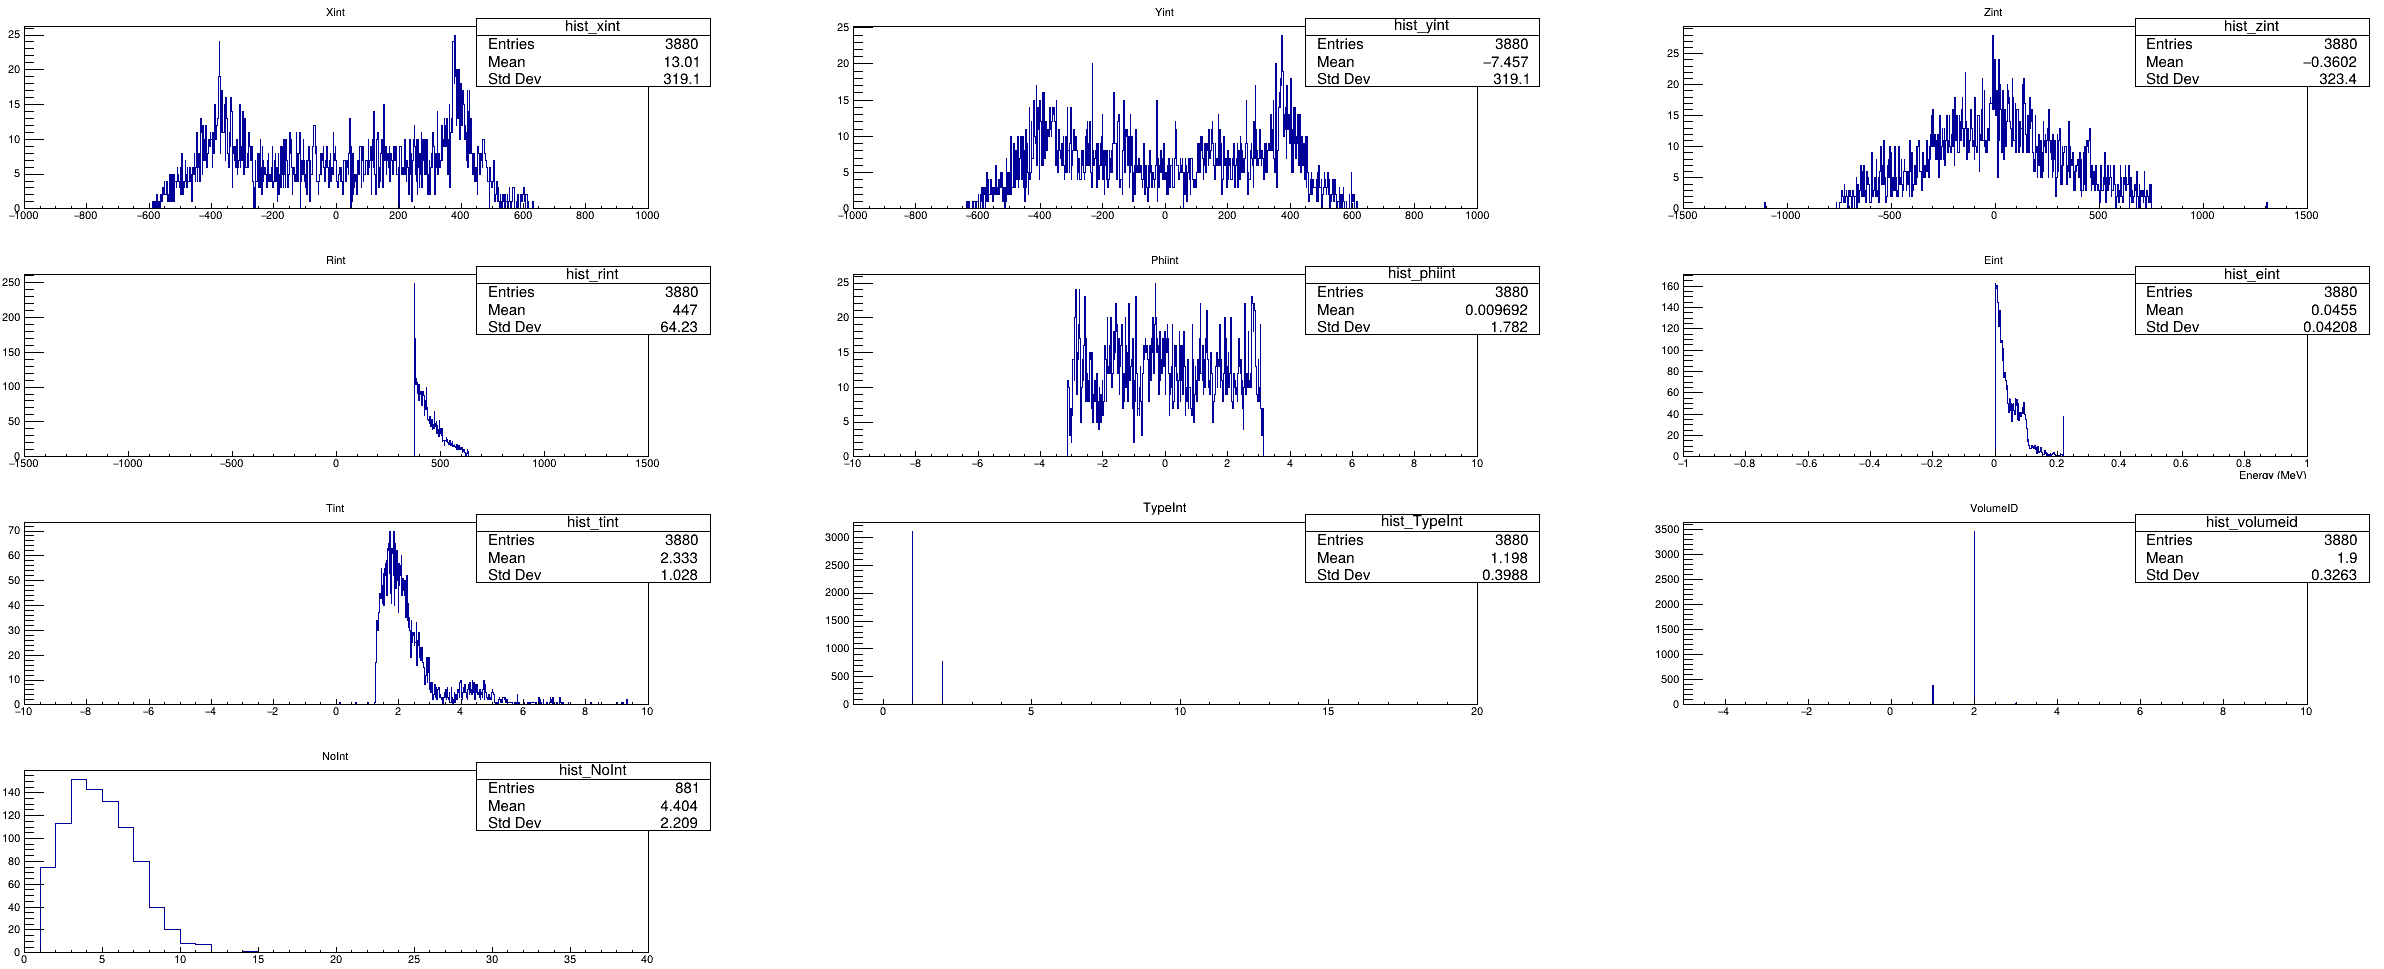 Xint
hist_xint
Entries 3880
Mean 13.01
Std Dev 319.1
25
20
15
10
5
0
−1000 −800 −600 −400 −200 0 200 400 600 800 1000
Yint
hist_yint
Entries 3880
Mean −7.457
Std Dev 319.1
25
20
15
10
5
0
−1000 −800 −600 −400 −200 0 200 400 600 800 1000
Zint
hist_zint
Entries 3880
Mean −0.3602
Std Dev 323.4
25
20
15
10
5
0
−1500 −1000 −500 0 500 1000 1500
Rint
hist_rint
Entries 3880
Mean 447
Std Dev 64.23
250
200
150
100
50
0
−1500 −1000 −500 0 500 1000 1500
Phiint
hist_phiint
Entries 3880
Mean 0.009692
Std Dev 1.782
25
20
15
10
5
0
−10 −8 −6 −4 −2 0 2 4 6 8 10
Eint
hist_eint
Entries 3880
Mean 0.0455
Std Dev 0.04208
160
140
120
100
80
60
40
20
0
−1 −0.8 −0.6 −0.4 −0.2 0 0.2 0.4 0.6 0.8 1
Energy (MeV)
Tint
hist_tint
Entries 3880
Mean 2.333
Std Dev 1.028
70
60
50
40
30
20
10
0
−10 −8 −6 −4 −2 0 2 4 6 8 10
TypeInt
hist_TypeInt
Entries 3880
Mean 1.198
Std Dev 0.3988
3000
2500
2000
1500
1000
500
0
0 5 10 15 20
VolumeID
hist_volumeid
Entries 3880
Mean 1.9
Std Dev 0.3263
3500
3000
2500
2000
1500
1000
500
0
−4 −2 0 2 4 6 8 10
NoInt
hist_NoInt
Entries 881
Mean 4.404
Std Dev 2.209
140
120
100
80
60
40
20
0
0 5 10 15 20 25 30 35 40